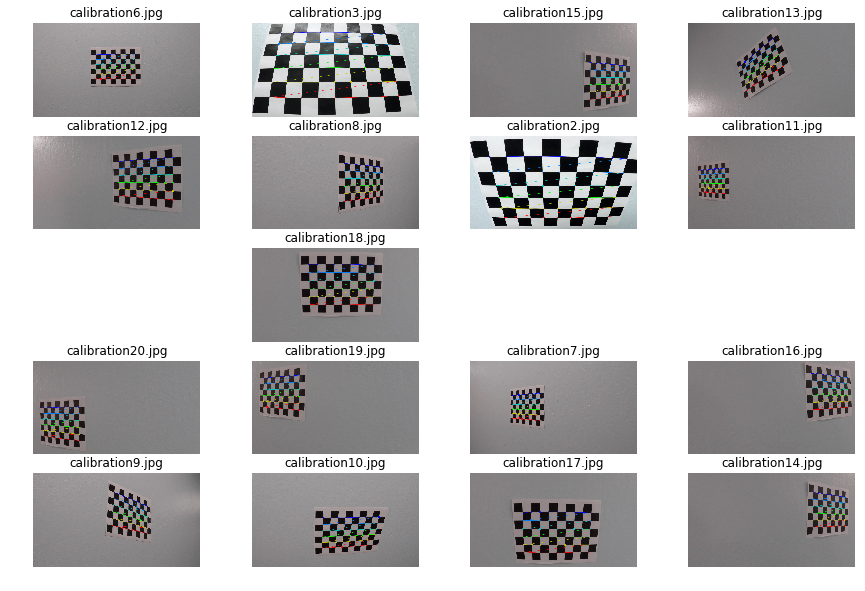 calibration6.jpg
calibration3.jpg
calibration15.jpg
calibration13.jpg
calibration12.jpg
calibration8.jpg
calibration2.jpg
calibration11.jpg
calibration18.jpg
calibration20.jpg
calibration19.jpg
calibration7.jpg
calibration16.jpg
calibration9.jpg
calibration10.jpg
calibration17.jpg
calibration14.jpg